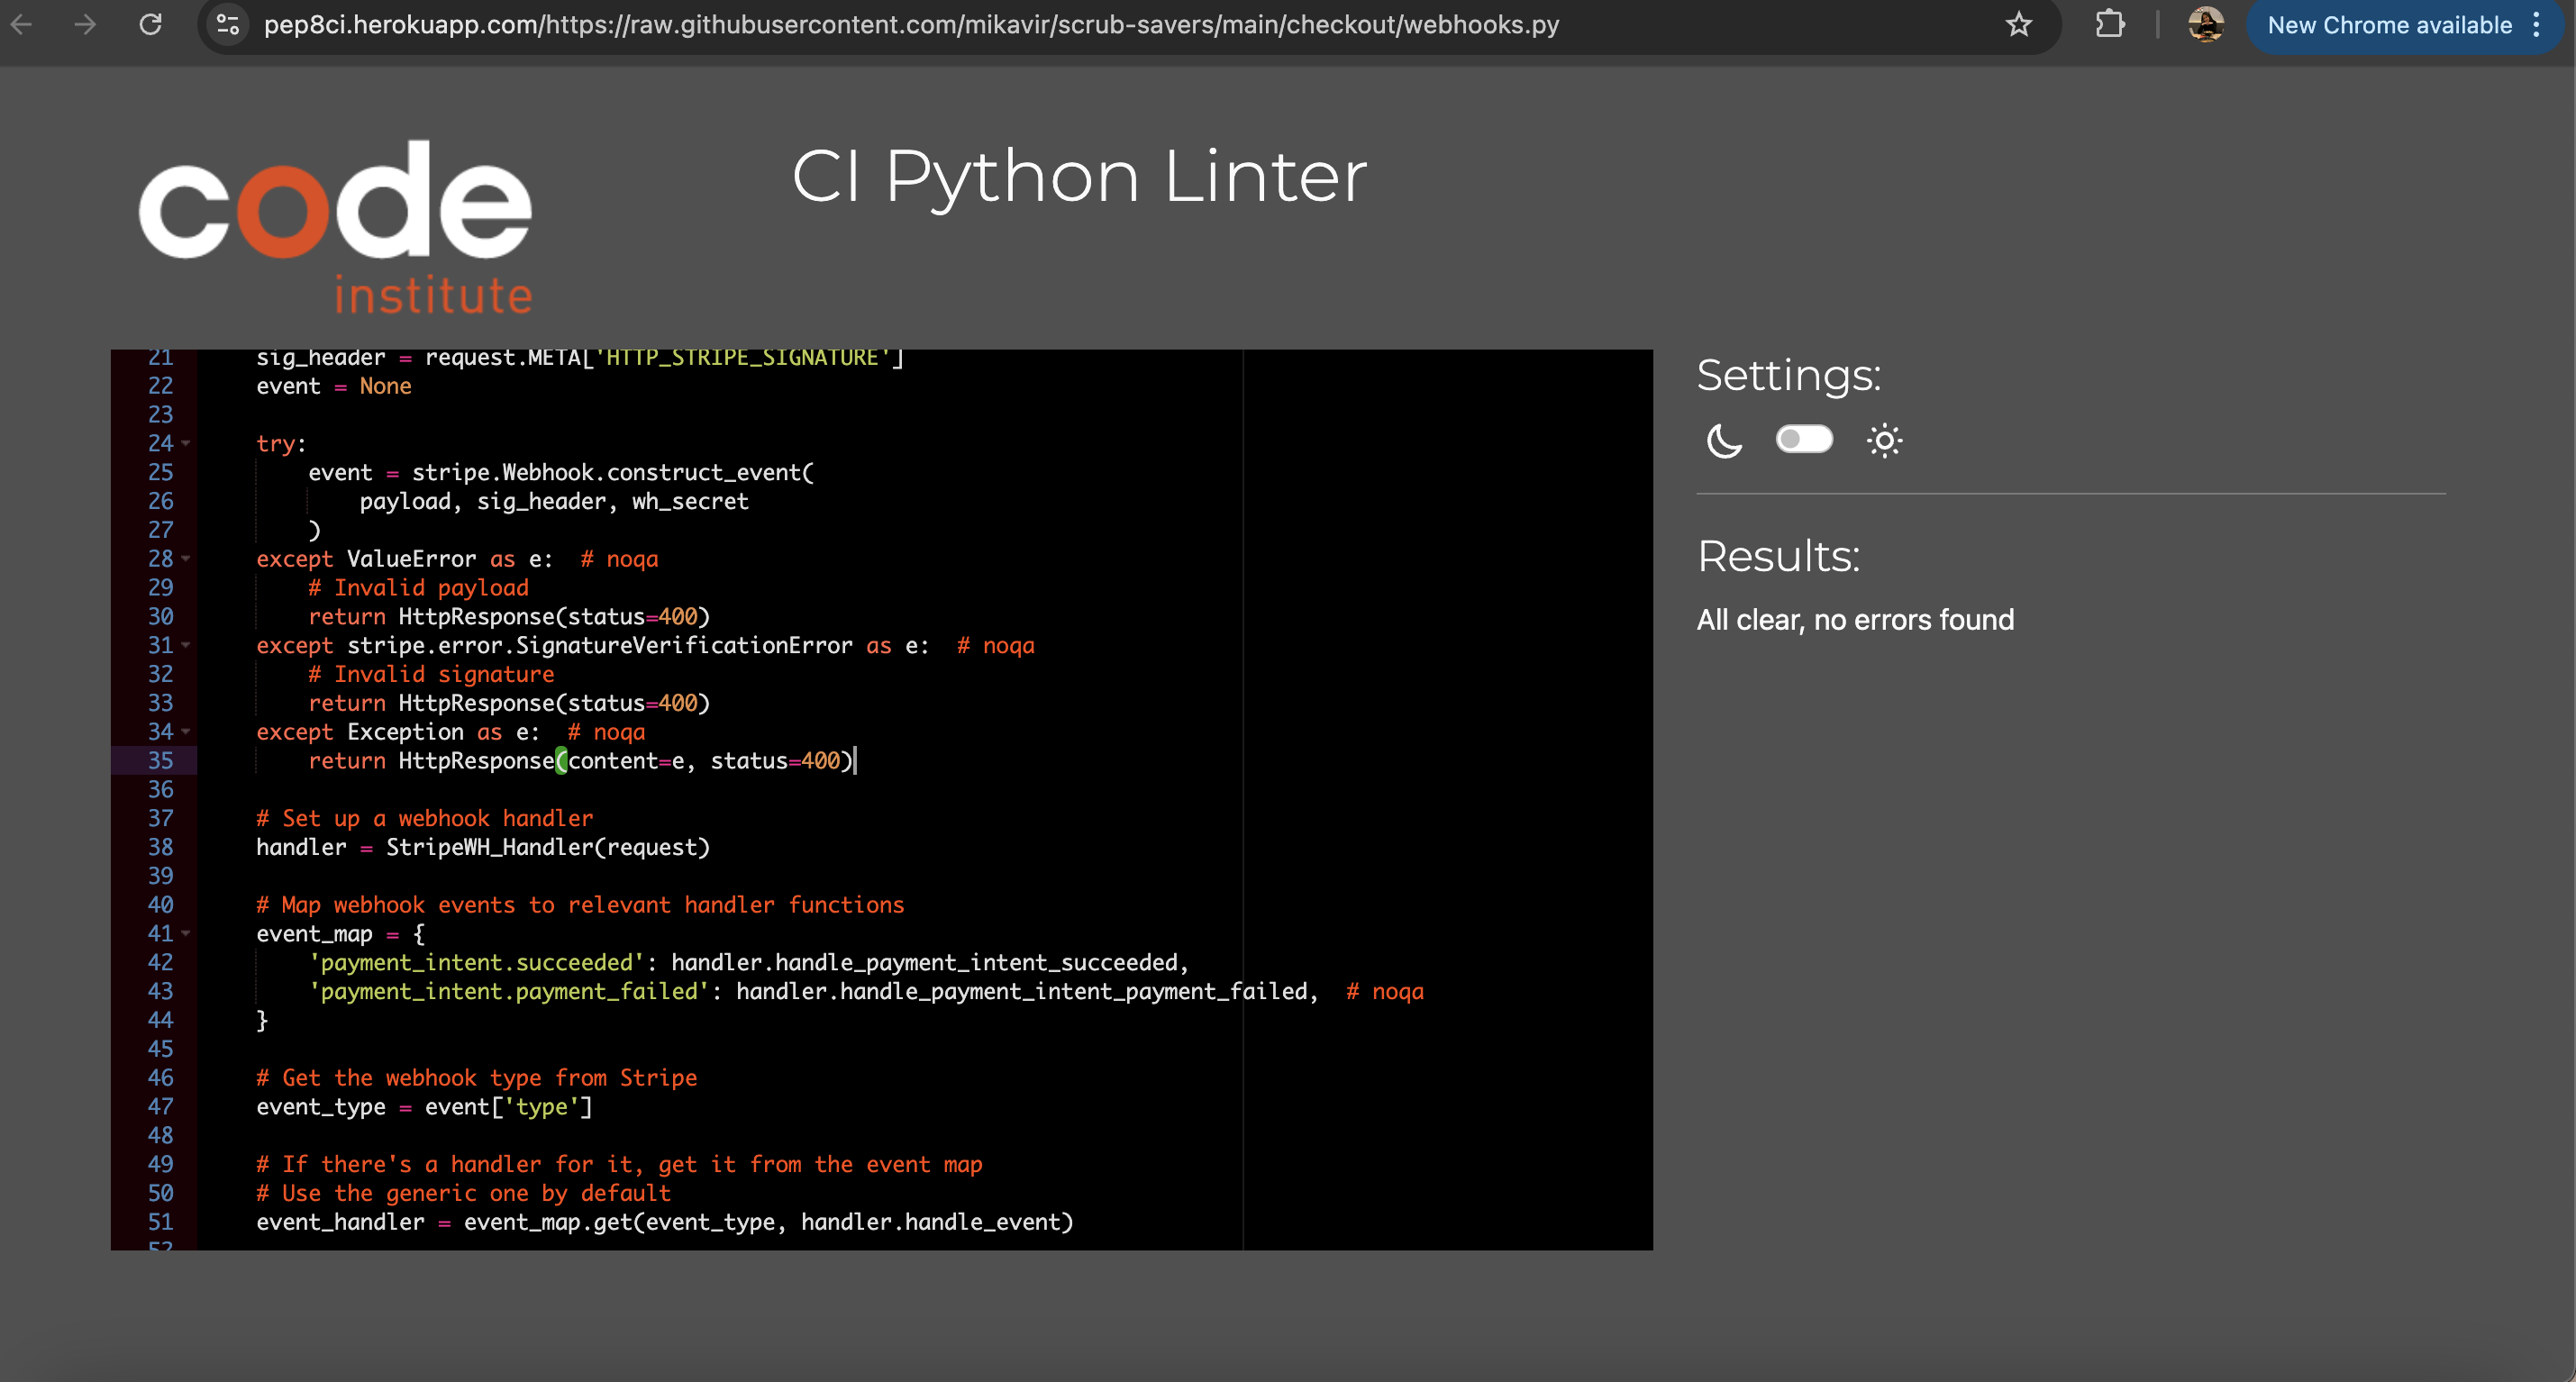 pep8ci.herokuapp.com/https://raw.githubusercontent.com/mikavir/scrub-savers/main/checkout/webhooks.py
New Chrome available
code
institute
CI Python Linter
21 sig_header = request.META['HTTP_STRIPE_SIGNATURE']
22 event = None
23
24 try:
25 event = stripe.Webhook.construct_event(
26 payload, sig_header, wh_secret
27 )
28 except ValueError as e:  # noqa
29 # Invalid payload
30 return HttpResponse(status=400)
31 except stripe.error.SignatureVerificationError as e:  # noqa
32 # Invalid signature
33 return HttpResponse(status=400)
34 except Exception as e:  # noqa
35 return HttpResponse(content=e, status=400)
36
37 # Set up a webhook handler
38 handler = StripeWH_Handler(request)
39
40 # Map webhook events to relevant handler functions
41 event_map = {
42 'payment_intent.succeeded': handler.handle_payment_intent_succeeded,
43 'payment_intent.payment_failed': handler.handle_payment_intent_payment_failed,  # noqa
44 }
45
46 # Get the webhook type from Stripe
47 event_type = event['type']
48
49 # If there's a handler for it, get it from the event map
50 # Use the generic one by default
51 event_handler = event_map.get(event_type, handler.handle_event)
52
Settings:
Results:
All clear, no errors found